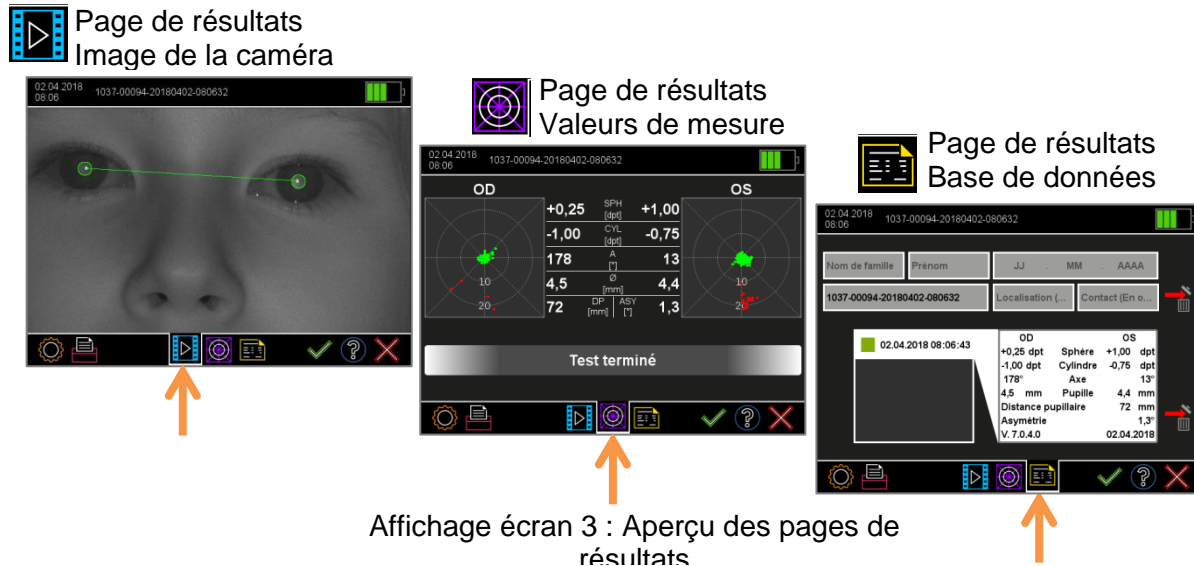 Page de résultats
Image de la caméra
02.04.2018
08:06
1037-00094-20180402-080632
Page de résultats
Valeurs de mesure
02.04.2018
08:06
1037-00094-20180402-080632
OD OS
+0,25 SPH [dpt] +1,00
-1,00 CYL [dpt] -0,75
178 A [°] 13
4,5 Ø [mm] 4,4
72 DP [mm] ASY [°] 1,3
10 10
20 20
Test terminé
Page de résultats
Base de données
02.04.2018
08:06
1037-00094-20180402-080632
Nom de famille Prénom JJ MM . AAAA
1037-00094-20180402-080632 Localisation (... Contact (En o...
02.04.2018 08:06:43
OD OS
+0,25 dpt Sphère +1,00 dpt
-1,00 dpt Cylindre -0,75 dpt
178° Axe 13°
4,5 mm Pupille 4,4 mm
Distance pupillaire 72 mm
Asymétrie 1,3°
V. 7.0.4.0 02.04.2018
Affichage écran 3 : Aperçu des pages de
résultats